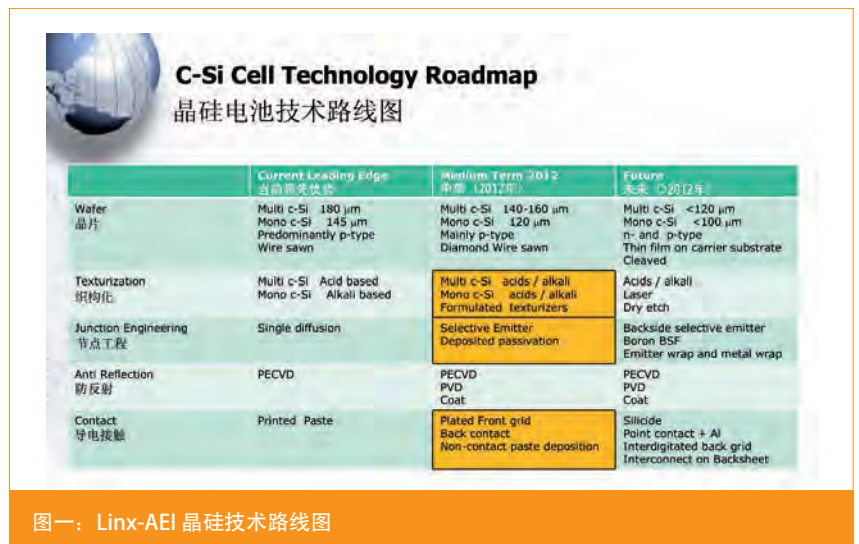 C-Si Cell Technology Roadmap
晶硅电池技术路线图
Current Leading Edge
当前领先优势
Medium Term 2012
中期（2012年）
Future
未来（>2012年）
Wafer
晶片
Multi c-Si 180 μm
Mono c-Si 145 μm
Predominantly p-type
Wire sawn
Multi c-Si 140-160 μm
Mono c-Si 120 μm
Mainly p-type
Diamond Wire sawn
Multi c-Si <120 μm
Mono c-Si <100 μm
n- and p-type
Thin film on carrier substrate
Cleaved
Texturization
织构化
Multi c-Si Acid based
Mono c-Si Alkali based
Multi c-Si acids / alkali
Mono c-Si acids / alkali
Formulated texturizers
Acids / alkali
Laser
Dry etch
Junction Engineering
节点工程
Single diffusion
Selective Emitter
Deposited passivation
Backside selective emitter
Boron BSF
Emitter wrap and metal wrap
Anti Reflection
防反射
PECVD
PECVD
PVD
Coat
PECVD
PVD
Coat
Contact
导电接触
Printed Paste
Plated Front grid
Back contact
Non-contact paste deposition
Silicide
Point contact + Al
Interdigitated back grid
Interconnect on Backsheet
图一：Linx-AEI 晶硅技术路线图